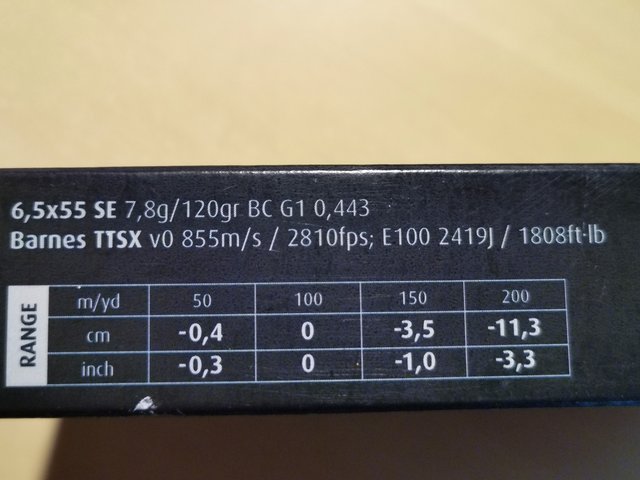 6,5x55 SE 7,8g/120gr BC G1 0,443
Barnes TTSX v0 855m/s / 2810fps; E100 2419J / 1808ft·lb
RANGE
m/yd 50 100 150 200
cm -0,4 0 -3,5 -11,3
inch -0,3 0 -1,0 -3,3